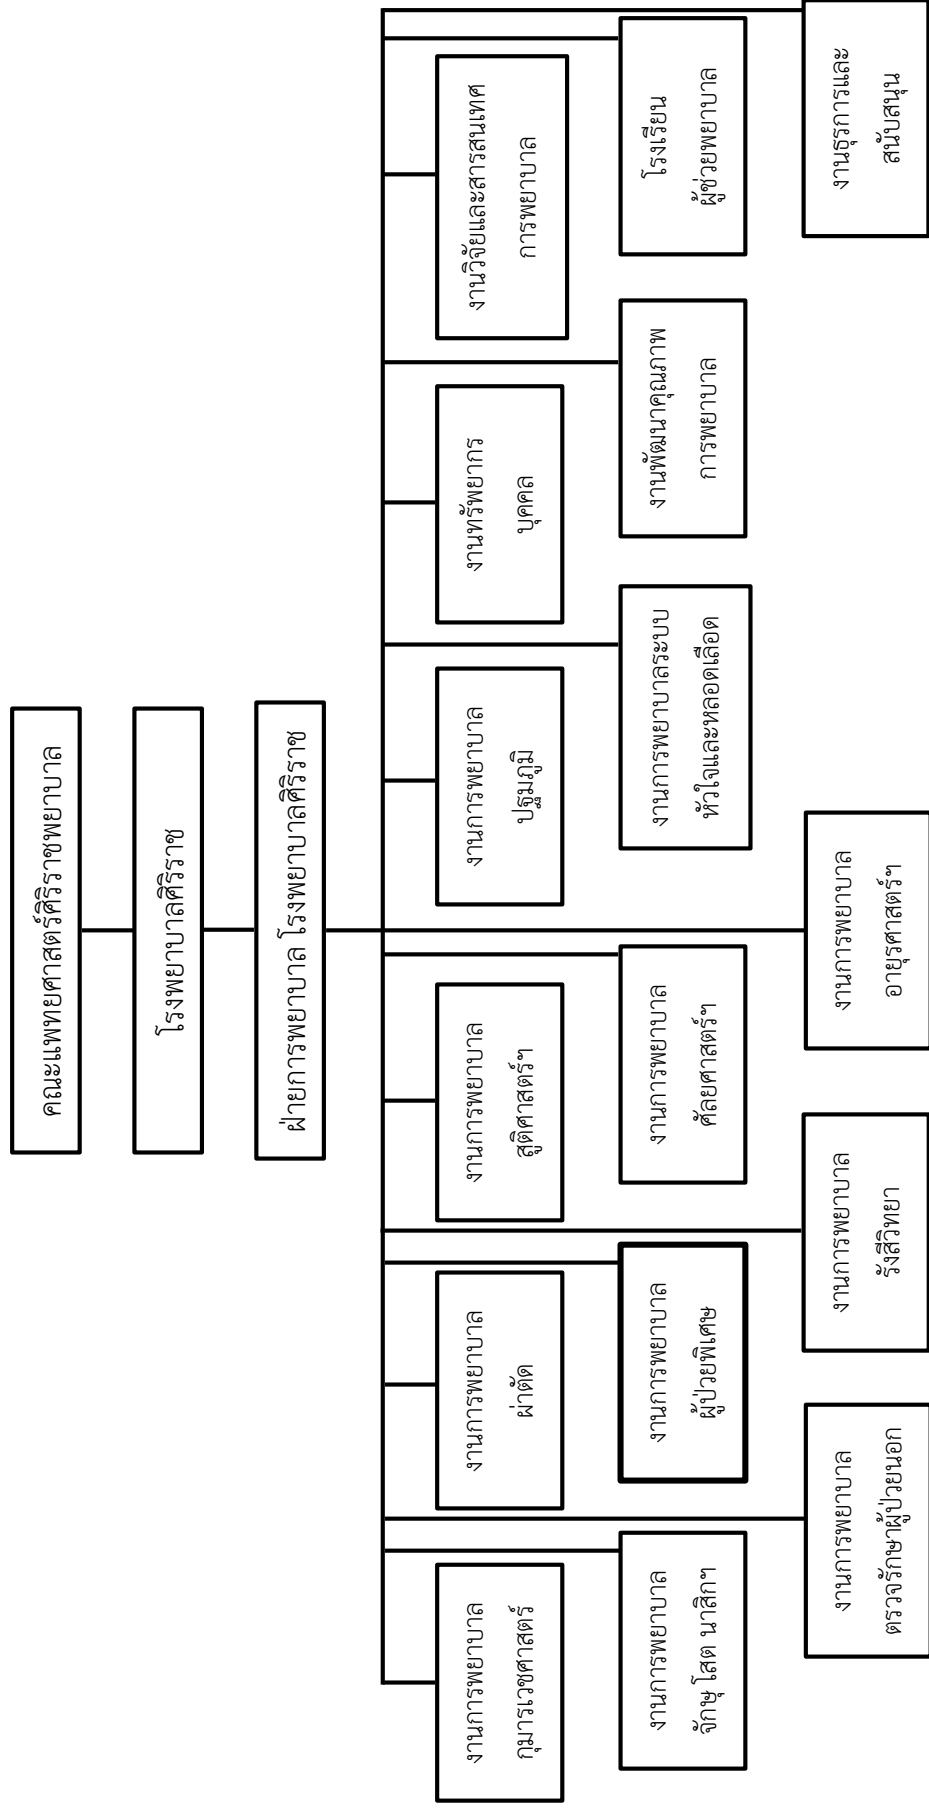 คณะแพทยศาสตร์ศิริราชพยาบาล
โรงพยาบาลศิริราช
ฝ่ายการพยาบาล โรงพยาบาลศิริราช
งานการพยาบาล
กุมารเวชศาสตร์
งานการพยาบาล
ผ่าตัด
งานการพยาบาล
สูติศาสตร์ฯ
งานการพยาบาล
ปฐมภูมิ
งานทรัพยากร
บุคคล
งานวิจัยและสารสนเทศ
การพยาบาล
งานการพยาบาล
จักษุ โสต นาสิกฯ
งานการพยาบาล
ผู้ป่วยพิเศษ
งานการพยาบาล
ศัลยศาสตร์ฯ
งานการพยาบาลระบบ
หัวใจและหลอดเลือด
งานพัฒนาคุณภาพ
การพยาบาล
โรงเรียน
ผู้ช่วยพยาบาล
งานการพยาบาล
ตรวจรักษาผู้ป่วยนอก
งานการพยาบาล
รังสีวิทยา
งานการพยาบาล
อายุรศาสตร์ฯ
งานธุรการและ
สนับสนุน